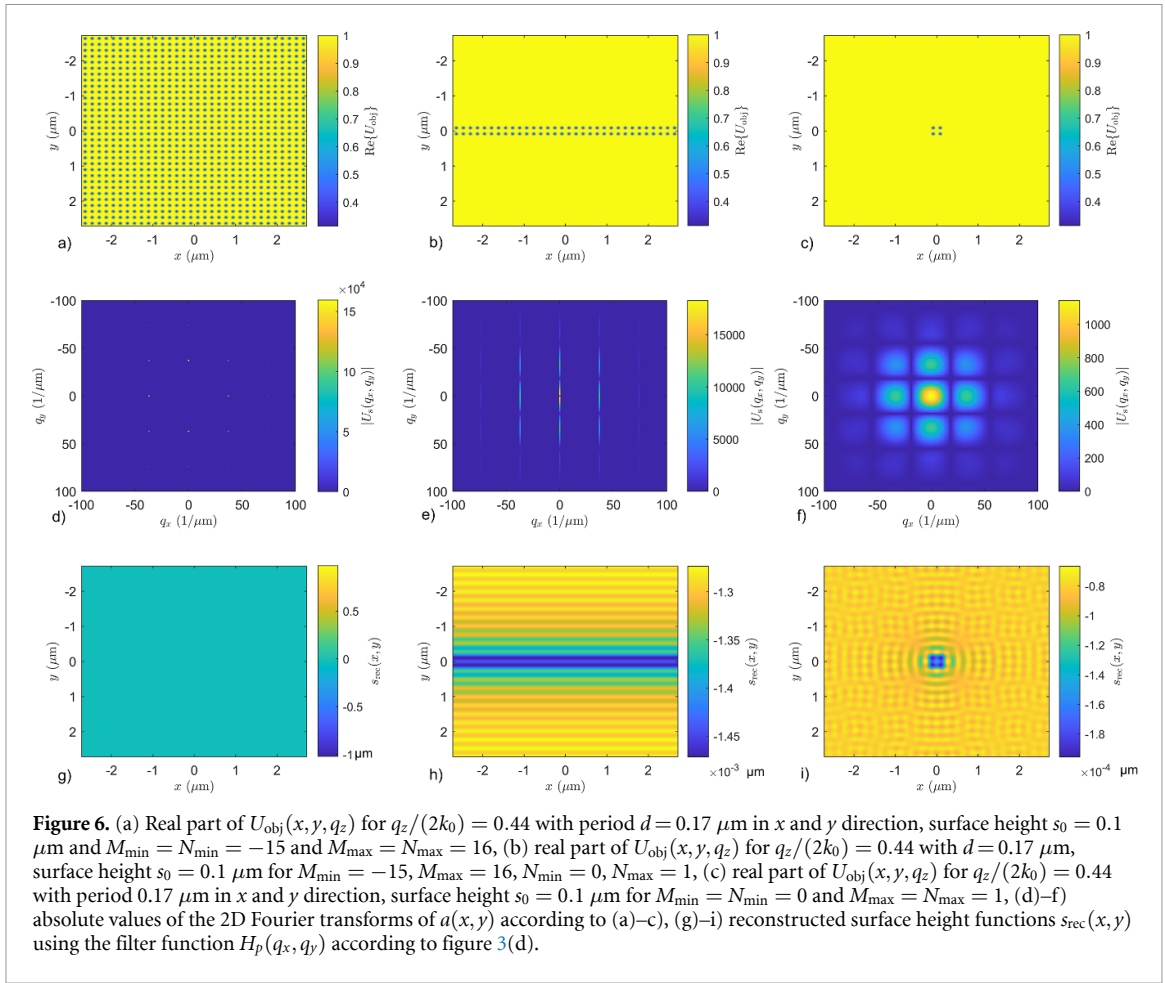 -2
-1
0
1
2
y (μm)
-2 -1 0 1 2
x (μm)
a)
1
0.9
0.8
0.7
0.6
0.5
0.4
Re{U_obj}
-2
-1
0
1
2
y (μm)
-2 -1 0 1 2
x (μm)
b)
1
0.9
0.8
0.7
0.6
0.5
0.4
Re{U_obj}
-2
-1
0
1
2
y (μm)
-2 -1 0 1 2
x (μm)
c)
1
0.9
0.8
0.7
0.6
0.5
0.4
Re{U_obj}
-100
-50
0
50
100
q_y (1/μm)
-100 -50 0 50 100
q_x (1/μm)
d)
×10^4
15
10
5
0
|U_s(q_x, q_y)|
-100
-50
0
50
100
q_y (1/μm)
-100 -50 0 50 100
q_x (1/μm)
e)
15000
10000
5000
0
|U_s(q_x, q_y)|
-100
-50
0
50
100
q_y (1/μm)
-100 -50 0 50 100
q_x (1/μm)
f)
1000
800
600
400
200
0
|U_s(q_x, q_y)|
-2
-1
0
1
2
y (μm)
-2 -1 0 1 2
x (μm)
g)
0.5
0
-0.5
-1 μm
s_rec(x, y)
-2
-1
0
1
2
y (μm)
-2 -1 0 1 2
x (μm)
h)
-1.3
-1.35
-1.4
-1.45
×10^-3 μm
s_rec(x, y)
-2
-1
0
1
2
y (μm)
-2 -1 0 1 2
x (μm)
i)
-0.8
-1
-1.2
-1.4
-1.6
-1.8
×10^-4 μm
s_rec(x, y)
Figure 6. (a) Real part of U_obj(x, y, q_z) for q_z/(2k_0) = 0.44 with period d = 0.17 μm in x and y direction, surface height s_0 = 0.1
μm and M_min = N_min = −15 and M_max = N_max = 16, (b) real part of U_obj(x, y, q_z) for q_z/(2k_0) = 0.44 with d = 0.17 μm,
surface height s_0 = 0.1 μm for M_min = −15, M_max = 16, N_min = 0, N_max = 1, (c) real part of U_obj(x, y, q_z) for q_z/(2k_0) = 0.44
with period 0.17 μm in x and y direction, surface height s_0 = 0.1 μm for M_min = N_min = 0 and M_max = N_max = 1, (d)–f)
absolute values of the 2D Fourier transforms of a(x, y) according to (a)–c), (g)–i) reconstructed surface height functions s_rec(x, y)
using the filter function H_p(q_x, q_y) according to figure 3(d).